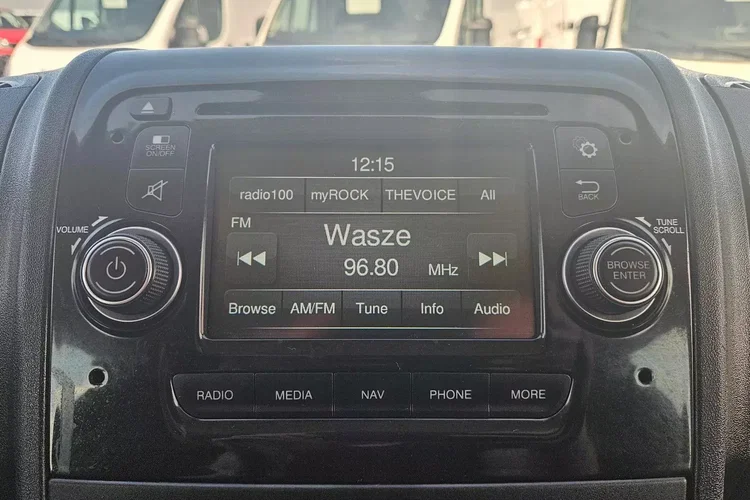 SCREEN
ON/OFF
12:15
radio100 myROCK THEVOICE All
BACK
FM
VOLUME
TUNE
SCROLL
Wasze
96.80 MHz
BROWSE
ENTER
Browse AM/FM Tune Info Audio
RADIO MEDIA NAV PHONE MORE